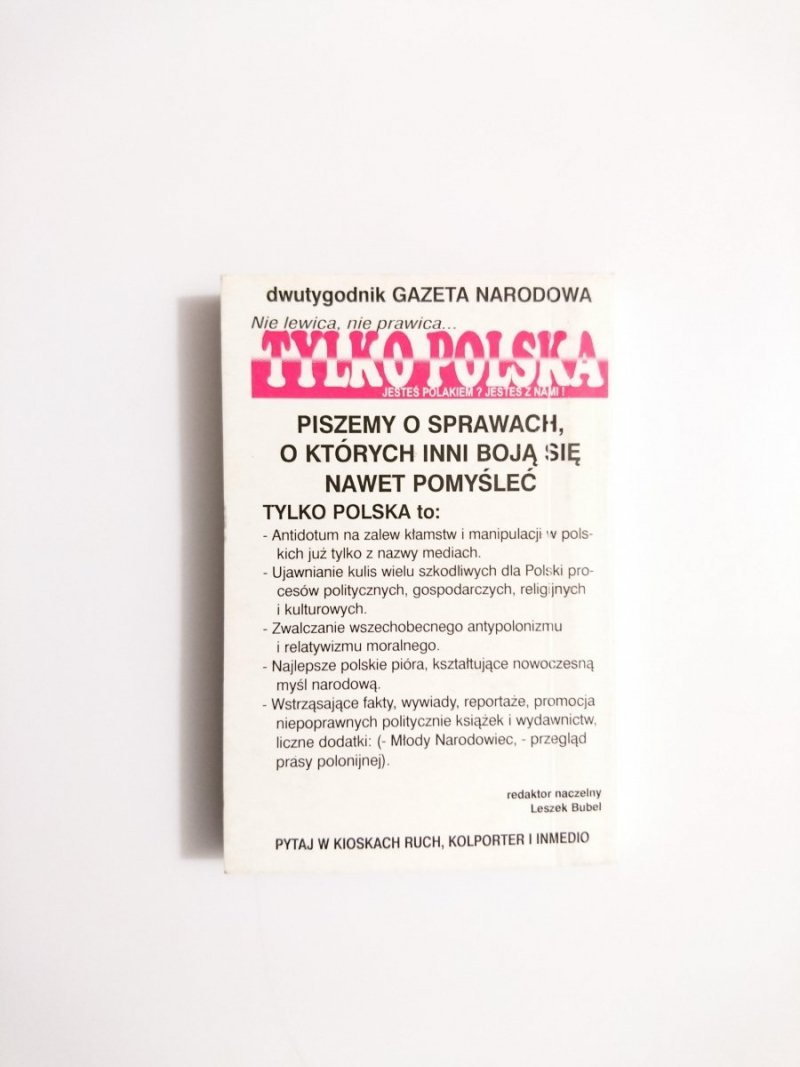 dwutygodnik GAZETA NARODOWA
Nie lewica, nie prawica...
TYLKO POLSKA
JESTEŚ POLAKIEM ? JESTEŚ Z NAMI !
PISZEMY O SPRAWACH,
O KTÓRYCH INNI BOJĄ SIĘ
NAWET POMYŚLEĆ
TYLKO POLSKA to:
- Antidotum na zalew kłamstw i manipulacji w pols-
kich już tylko z nazwy mediach.
- Ujawnianie kulis wielu szkodliwych dla Polski pro-
cesów politycznych, gospodarczych, religijnych
i kulturowych.
- Zwalczanie wszechobecnego antypolonizmu
i relatywizmu moralnego.
- Najlepsze polskie pióra, kształtujące nowoczesną
myśl narodową.
- Wstrząsające fakty, wywiady, reportaże, promocja
niepoprawnych politycznie książek i wydawnictw,
liczne dodatki: (- Młody Narodowiec, - przegląd
prasy polonijnej).
redaktor naczelny
Leszek Bubel
PYTAJ W KIOSKACH RUCH, KOLPORTER I INMEDIO